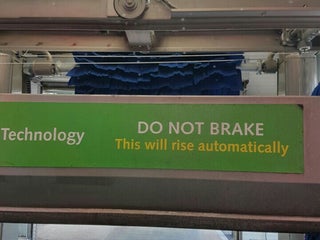 Technology
DO NOT BRAKE
This will rise automatically